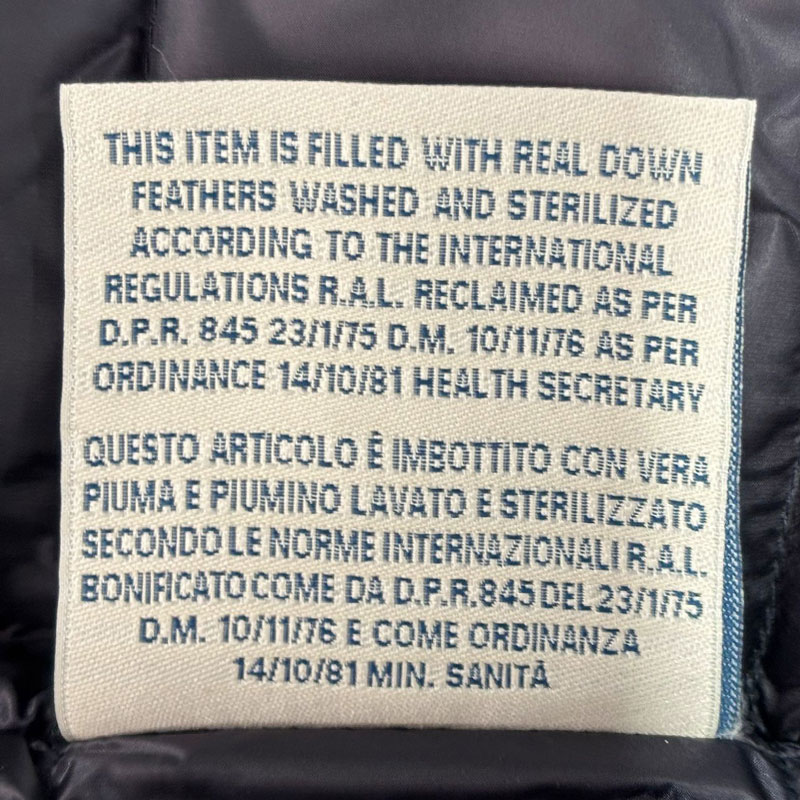 THIS ITEM IS FILLED WITH REAL DOWN
FEATHERS WASHED AND STERILIZED
ACCORDING TO THE INTERNATIONAL
REGULATIONS R.A.L. RECLAIMED AS PER
D.P.R. 845 23/1/75 D.M. 10/11/76 AS PER
ORDINANCE 14/10/81 HEALTH SECRETARY
QUESTO ARTICOLO È IMBOTTITO CON VERA
PIUMA E PIUMINO LAVATO E STERILIZZATO
SECONDO LE NORME INTERNAZIONALI R.A.L.
BONIFICATO COME DA D.P.R.845 DEL 23/1/75
D.M. 10/11/76 E COME ORDINANZA
14/10/81 MIN. SANITÀ